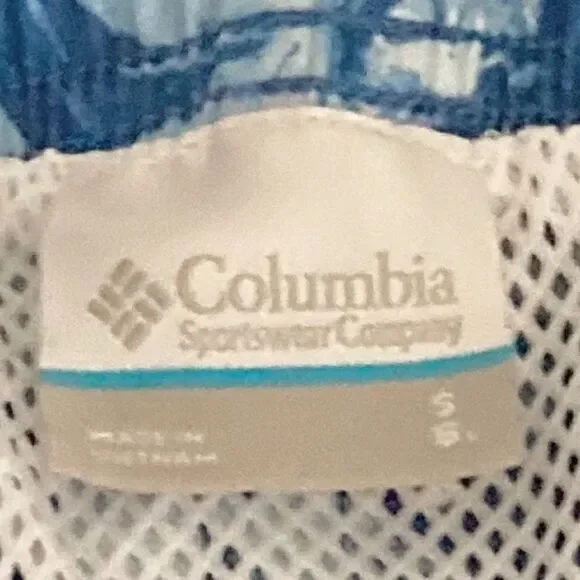 Columbia
Sportswear Company
S
MADE IN
VIETNAM